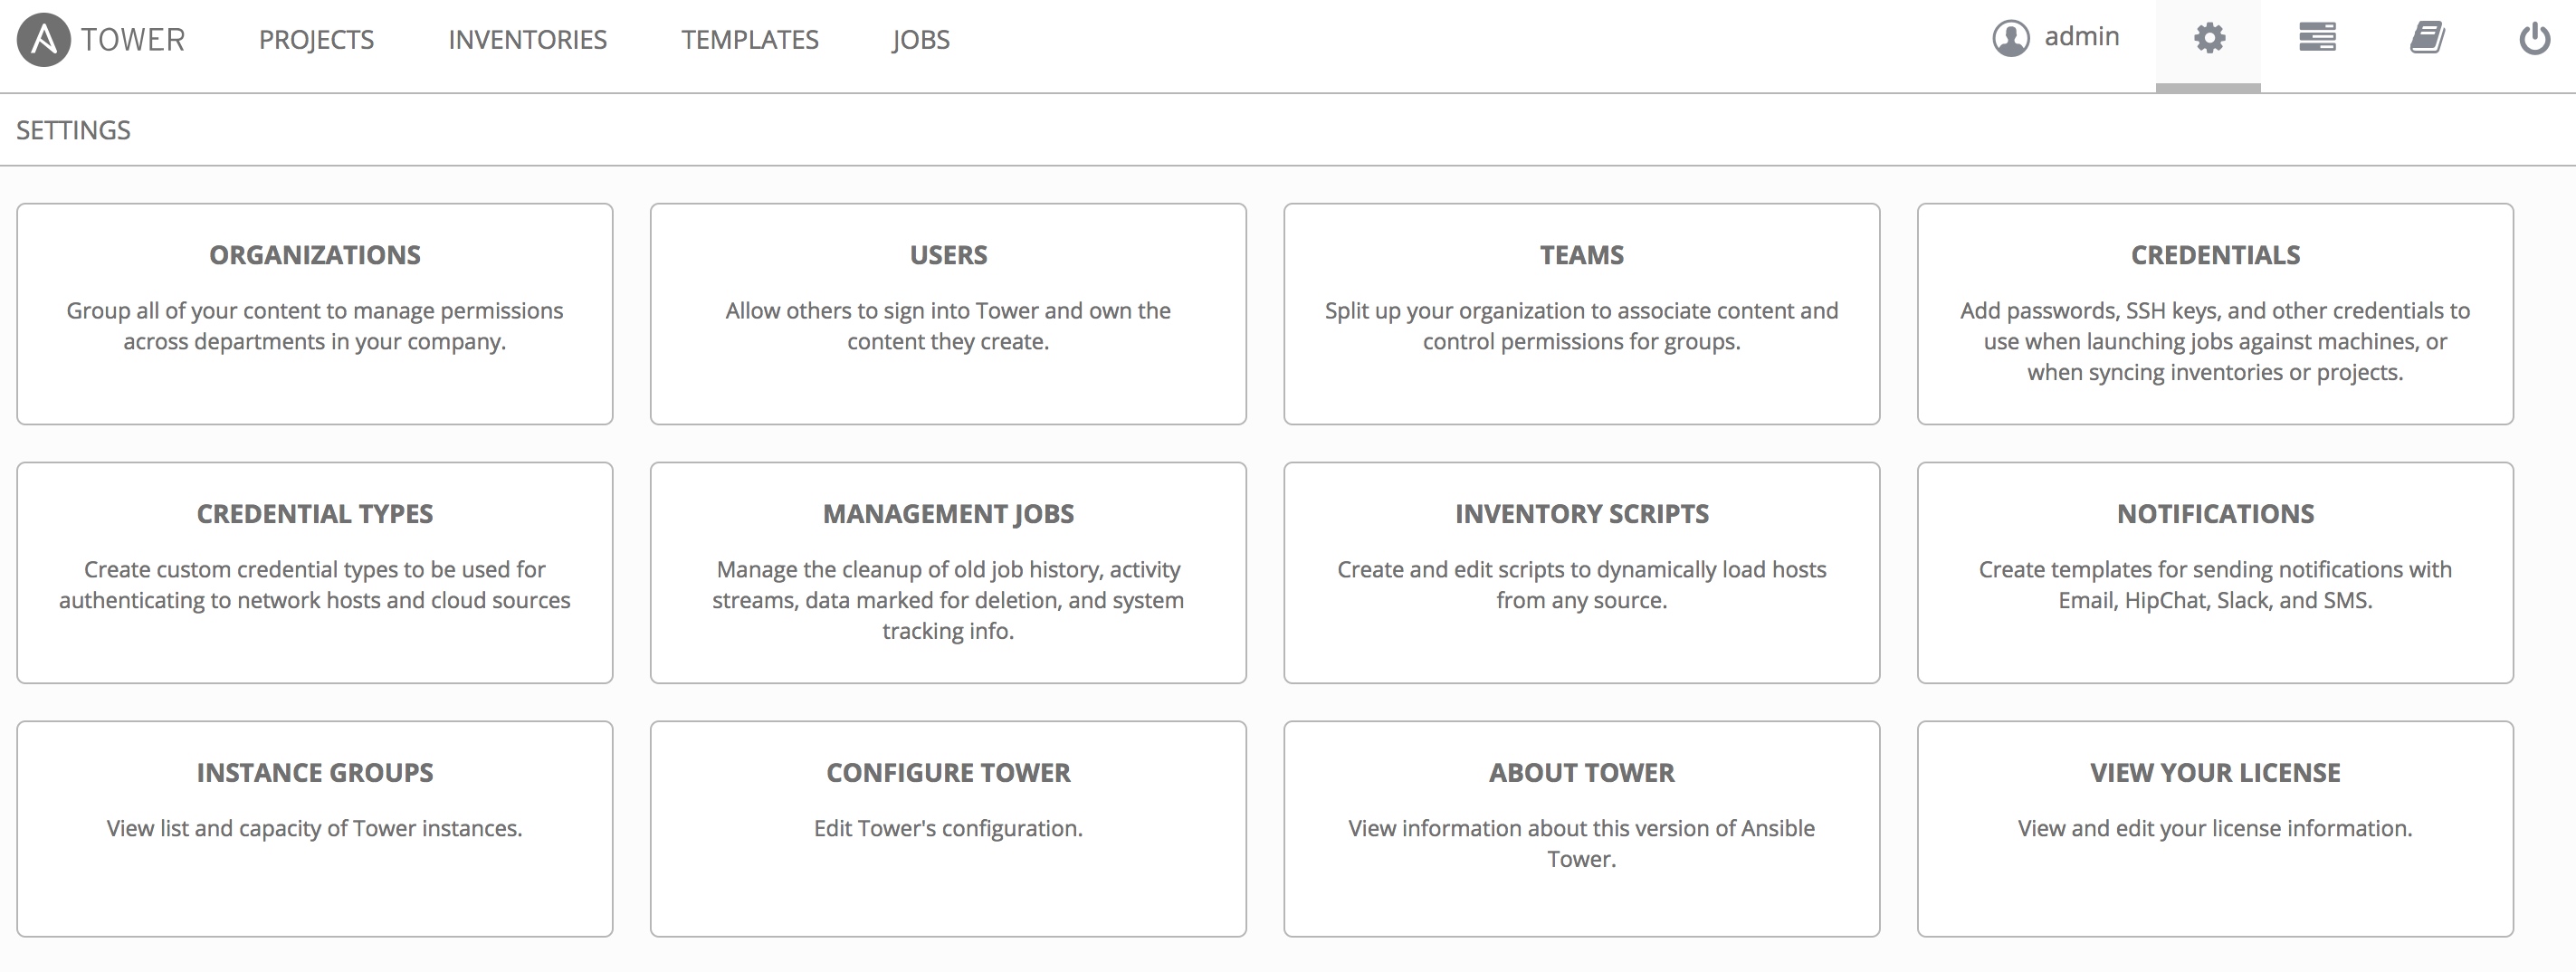 TOWER PROJECTS INVENTORIES TEMPLATES JOBS admin
SETTINGS
ORGANIZATIONS
Group all of your content to manage permissions
across departments in your company.
USERS
Allow others to sign into Tower and own the
content they create.
TEAMS
Split up your organization to associate content and
control permissions for groups.
CREDENTIALS
Add passwords, SSH keys, and other credentials to
use when launching jobs against machines, or
when syncing inventories or projects.
CREDENTIAL TYPES
Create custom credential types to be used for
authenticating to network hosts and cloud sources
MANAGEMENT JOBS
Manage the cleanup of old job history, activity
streams, data marked for deletion, and system
tracking info.
INVENTORY SCRIPTS
Create and edit scripts to dynamically load hosts
from any source.
NOTIFICATIONS
Create templates for sending notifications with
Email, HipChat, Slack, and SMS.
INSTANCE GROUPS
View list and capacity of Tower instances.
CONFIGURE TOWER
Edit Tower's configuration.
ABOUT TOWER
View information about this version of Ansible
Tower.
VIEW YOUR LICENSE
View and edit your license information.